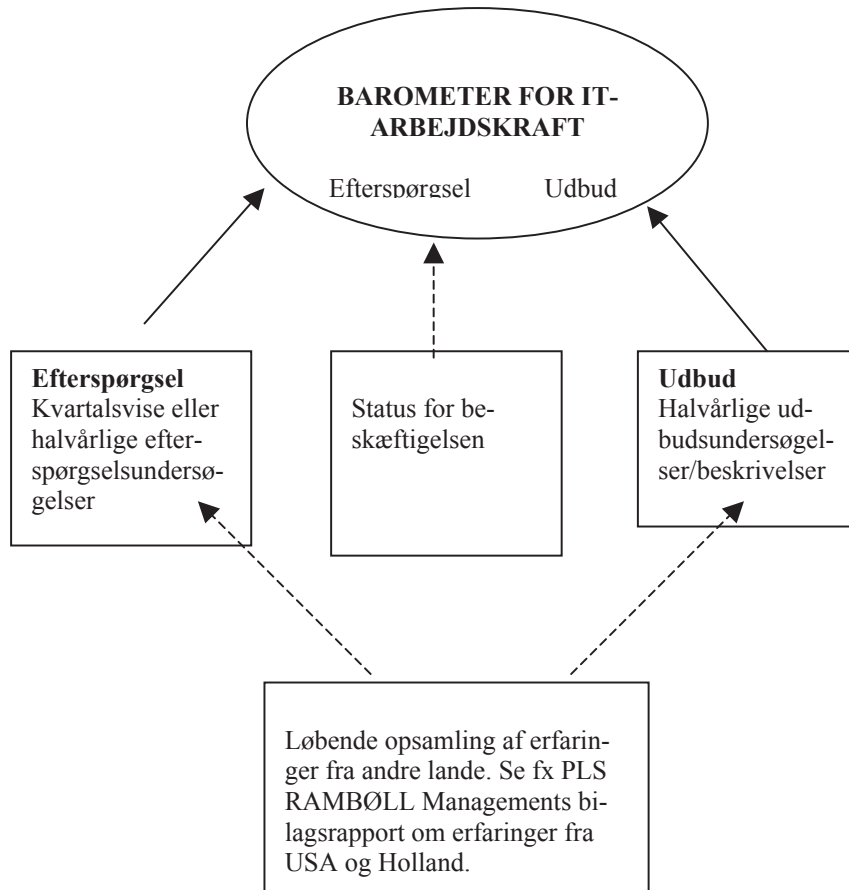 BAROMETER FOR IT-
ARBEJDSKRAFT
Efterspørgsel Udbud
Efterspørgsel
Kvartalsvise eller
halvårlige efter-
spørgselsundersø-
gelser
Status for be-
skæftigelsen
Udbud
Halvårlige ud-
budsundersøgel-
ser/beskrivelser
Løbende opsamling af erfarin-
ger fra andre lande. Se fx PLS
RAMBØLL Managements bi-
lagsrapport om erfaringer fra
USA og Holland.